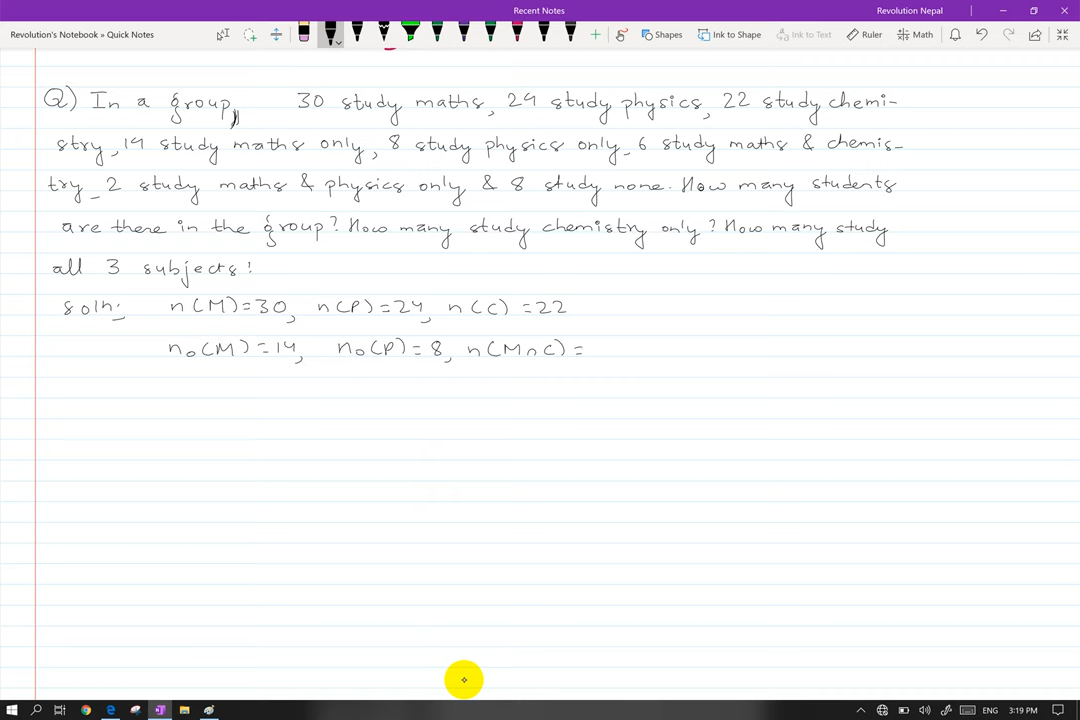 Recent Notes
Revolution Nepal
Revolution's Notebook » Quick Notes
Shapes
Ink to Shape
Ink to Text
Ruler
Math
Q) In a group, 30 study maths, 24 study physics, 22 study chemi-
stry, 14 study maths only, 8 study physics only, 6 study maths & chemis-
try, 2 study maths & physics only & 8 study none. How many students
are there in the group? How many study chemistry only? How many study
all 3 subjects?
soln: n(M)=30, n(P)=24, n(C)=22
no(M)=14, no(P)=8, n(M∩C)=
ENG
3:19 PM